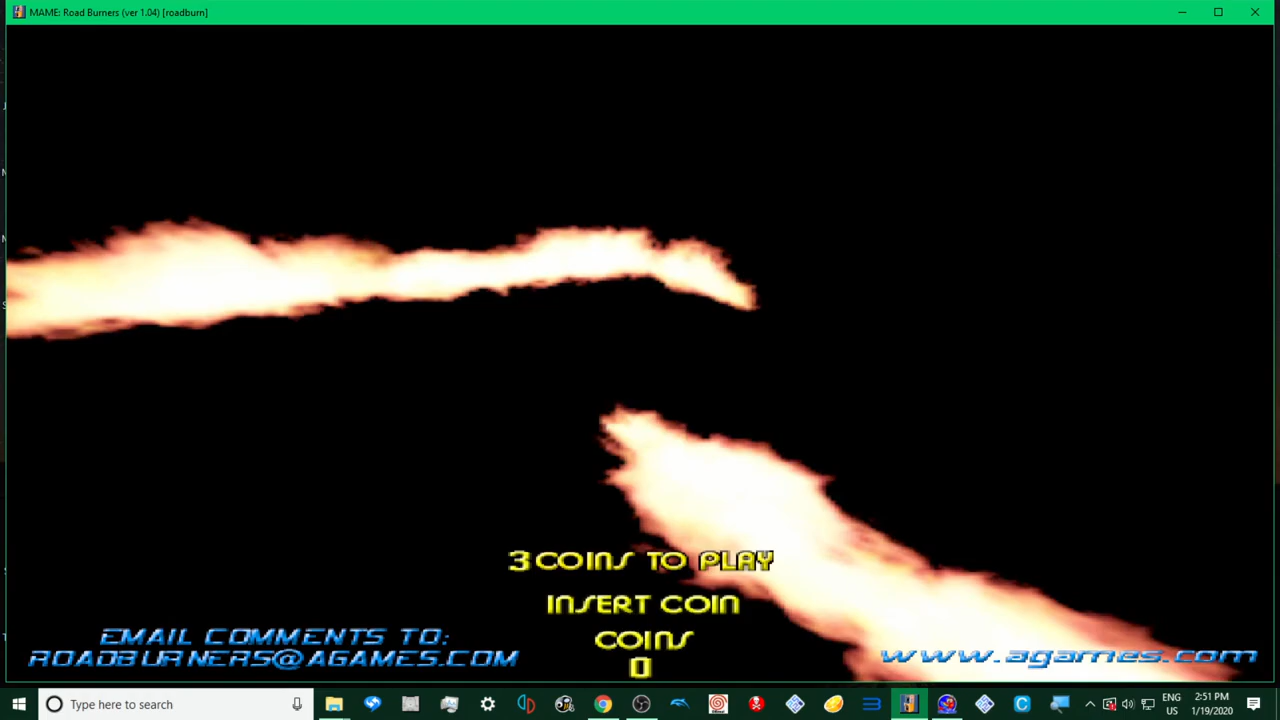 MAME: Road Burners (ver 1.04) [roadburn]
3 COINS TO PLAY
INSERT COIN
COINS
0
EMAIL COMMENTS TO:
ROADBURNERS@AGAMES.COM
www.agames.com
Type here to search
ENG
US
2:51 PM
1/19/2020